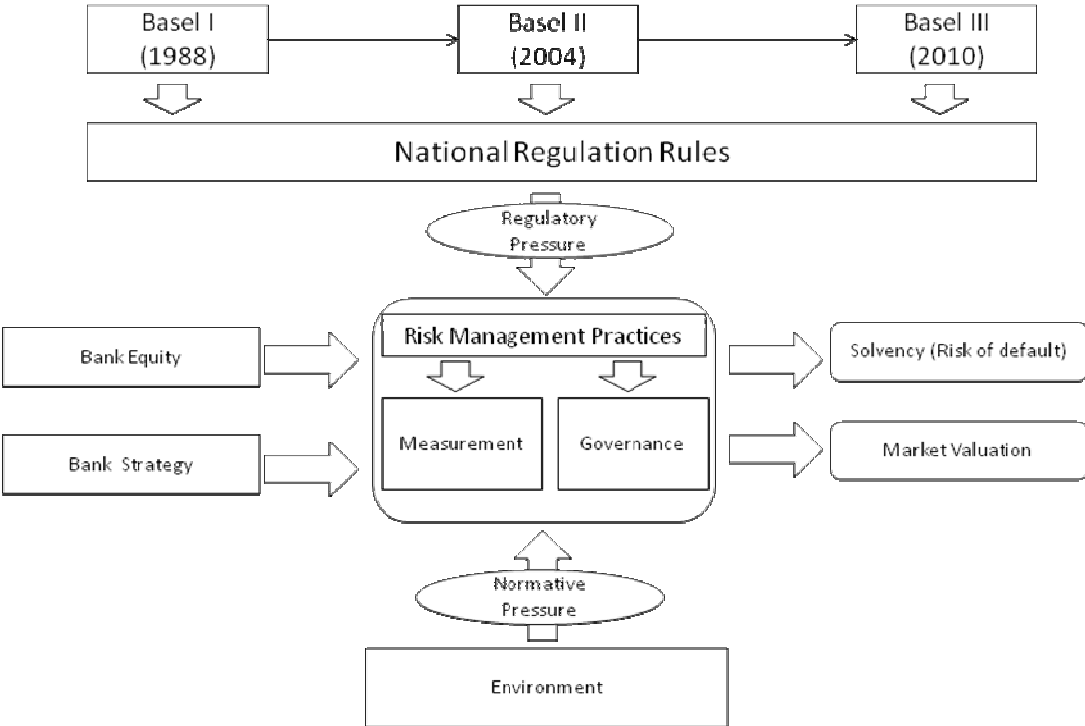 Basel I
(1988)
Basel II
(2004)
Basel III
(2010)
National Regulation Rules
Regulatory
Pressure
Risk Management Practices
Bank Equity
Solvency (Risk of default)
Measurement
Governance
Bank Strategy
Market Valuation
Normative
Pressure
Environment